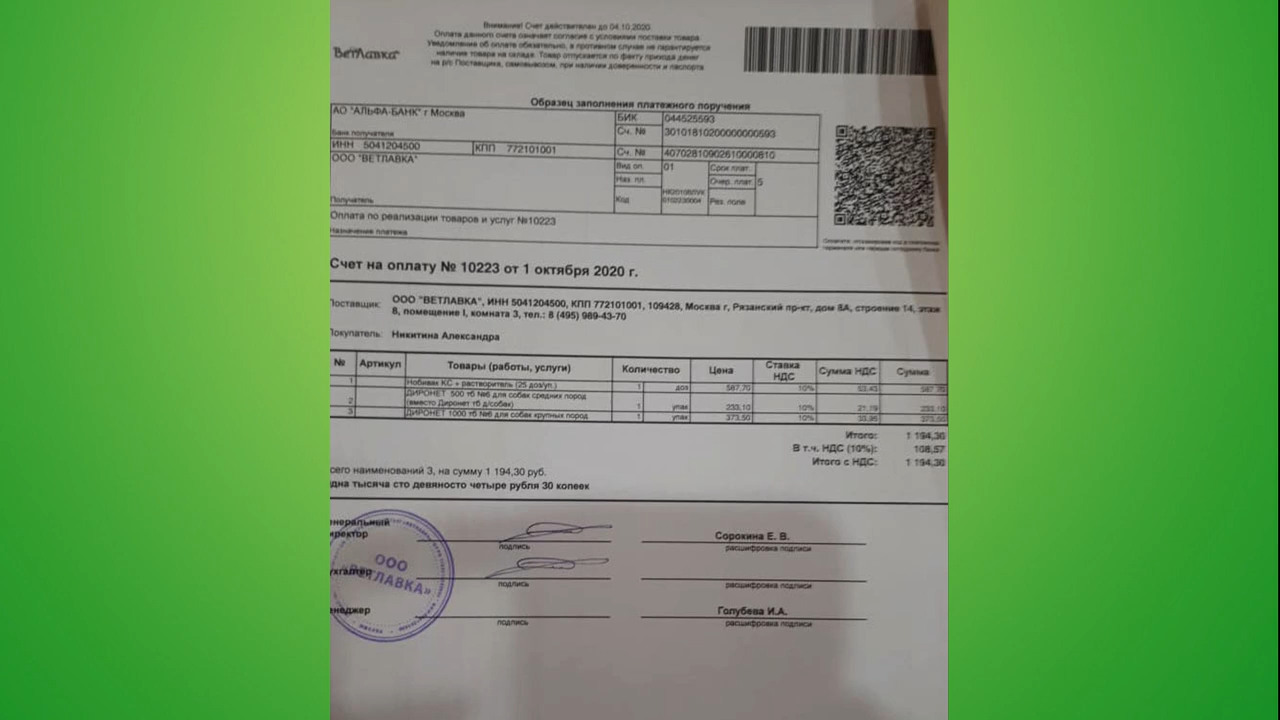 Внимание! Счет действителен до 04.10.2020.
Оплата данного счета означает согласие с условиями поставки товара.
Уведомление об оплате обязательно, в противном случае не гарантируется
наличие товара на складе. Товар отпускается по факту прихода денег
на р/с Поставщика, самовывозом, при наличии доверенности и паспорта.
ВетЛавка
Образец заполнения платежного поручения
АО "АЛЬФА-БАНК" г Москва
БИК 044525593
Сч. № 30101810200000000593
Банк получателя
ИНН 5041204500 КПП 772101001 Сч. № 40702810902610000810
ООО "ВЕТЛАВКА"
Вид оп. 01 Срок плат.
Наз. пл. Очер. плат. 5
Код 0102230004 Рез. поле
Получатель
Оплата по реализации товаров и услуг №10223
Назначение платежа
Счет на оплату № 10223 от 1 октября 2020 г.
Поставщик: ООО "ВЕТЛАВКА", ИНН 5041204500, КПП 772101001, 109428, Москва г, Рязанский пр-кт, дом 8А, строение 14, этаж
8, помещение I, комната 3, тел.: 8 (495) 989-43-70
Покупатель: Никитина Александра
№ Артикул Товары (работы, услуги) Количество Цена Ставка НДС Сумма НДС Сумма
1 Нобивак КС + растворитель (25 доз/уп.) 1 доз 587,70 10% 53,43 587,70
2 ДИРОНЕТ 500 тб №6 для собак средних пород
(вместо Диронет тб д/собак) 1 упак 233,10 10% 21,19 233,10
3 ДИРОНЕТ 1000 тб №6 для собак крупных пород 1 упак 373,50 10% 33,95 373,50
Итого: 1 194,30
В т.ч. НДС (10%): 108,57
Итого с НДС: 1 194,30
сего наименований 3, на сумму 1 194,30 руб.
дна тысяча сто девяносто четыре рубля 30 копеек
енеральный
иректор
подпись
Сорокина Е. В.
расшифровка подписи
ухгалтер
подпись
расшифровка подписи
ООО
«ВЕТЛАВКА»
енеджер
подпись
Голубева И.А.
расшифровка подписи